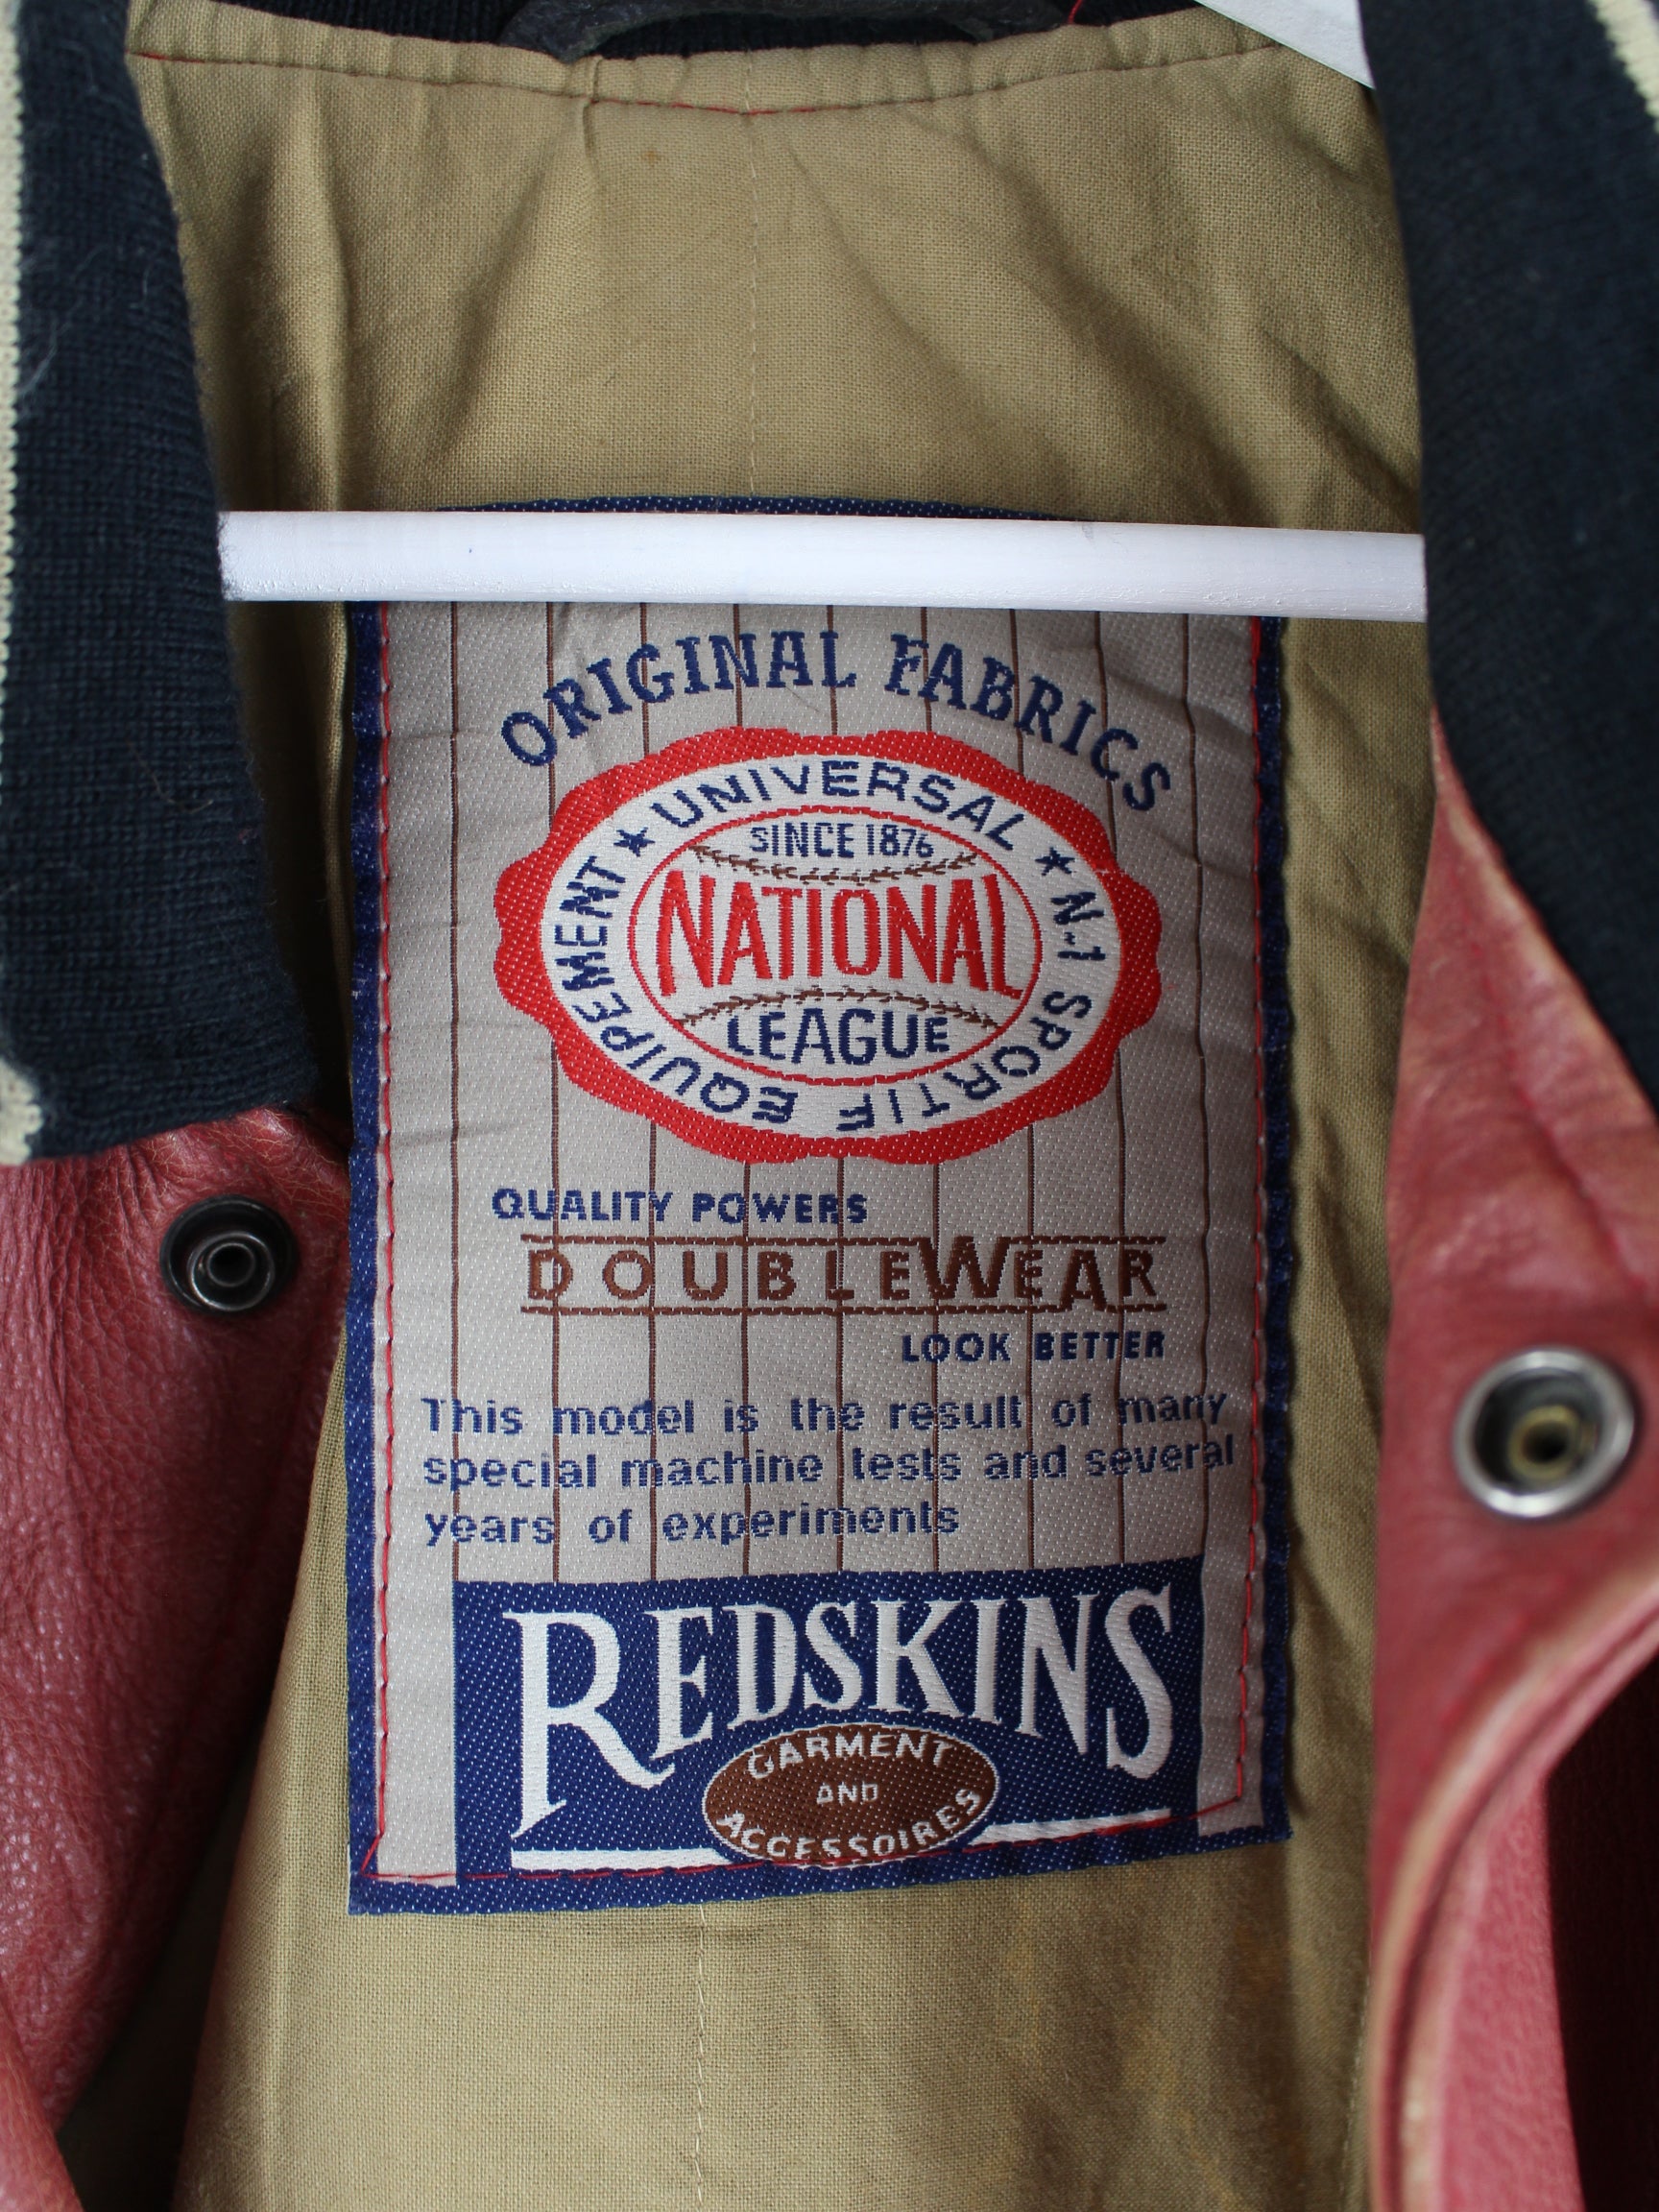 ORIGINAL FABRICS
★ UNIVERSAL ★ N.1 SPORTIF EQUIPEMENT
SINCE 1876
NATIONAL
LEAGUE
QUALITY POWERS
DOUBLEWEAR
LOOK BETTER
This model is the result of many
special machine tests and several
years of experiments
REDSKINS
GARMENT
AND
ACCESSOIRES